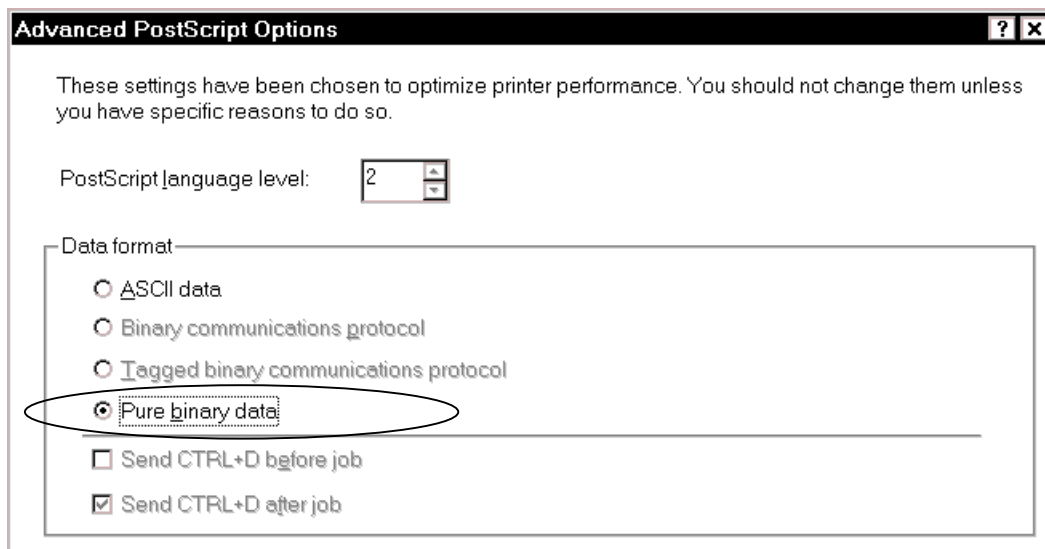 Advanced PostScript Options
These settings have been chosen to optimize printer performance. You should not change them unless
you have specific reasons to do so.
PostScript language level: 2
Data format
ASCII data
Binary communications protocol
Tagged binary communications protocol
Pure binary data
Send CTRL+D before job
Send CTRL+D after job